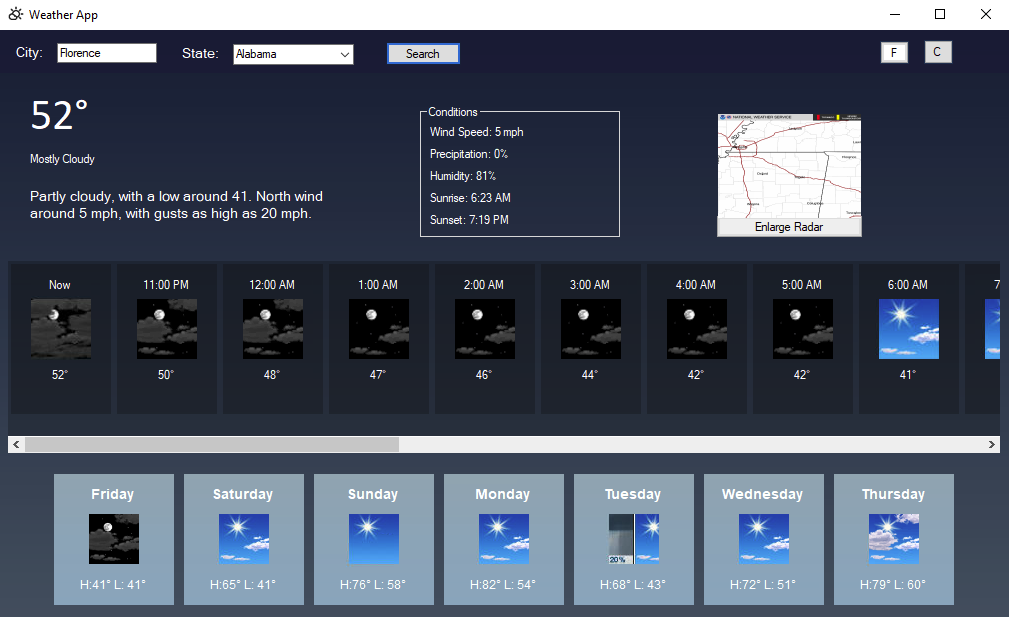 Weather App
City: Florence State: Alabama Search F C
52°
Mostly Cloudy
Partly cloudy, with a low around 41. North wind
around 5 mph, with gusts as high as 20 mph.
Conditions
Wind Speed: 5 mph
Precipitation: 0%
Humidity: 81%
Sunrise: 6:23 AM
Sunset: 7:19 PM
NATIONAL WEATHER SERVICE
Enlarge Radar
Now 11:00 PM 12:00 AM 1:00 AM 2:00 AM 3:00 AM 4:00 AM 5:00 AM 6:00 AM 7
52° 50° 48° 47° 46° 44° 42° 42° 41°
Friday Saturday Sunday Monday Tuesday Wednesday Thursday
20%
H:41° L: 41° H:65° L: 41° H:76° L: 58° H:82° L: 54° H:68° L: 43° H:72° L: 51° H:79° L: 60°